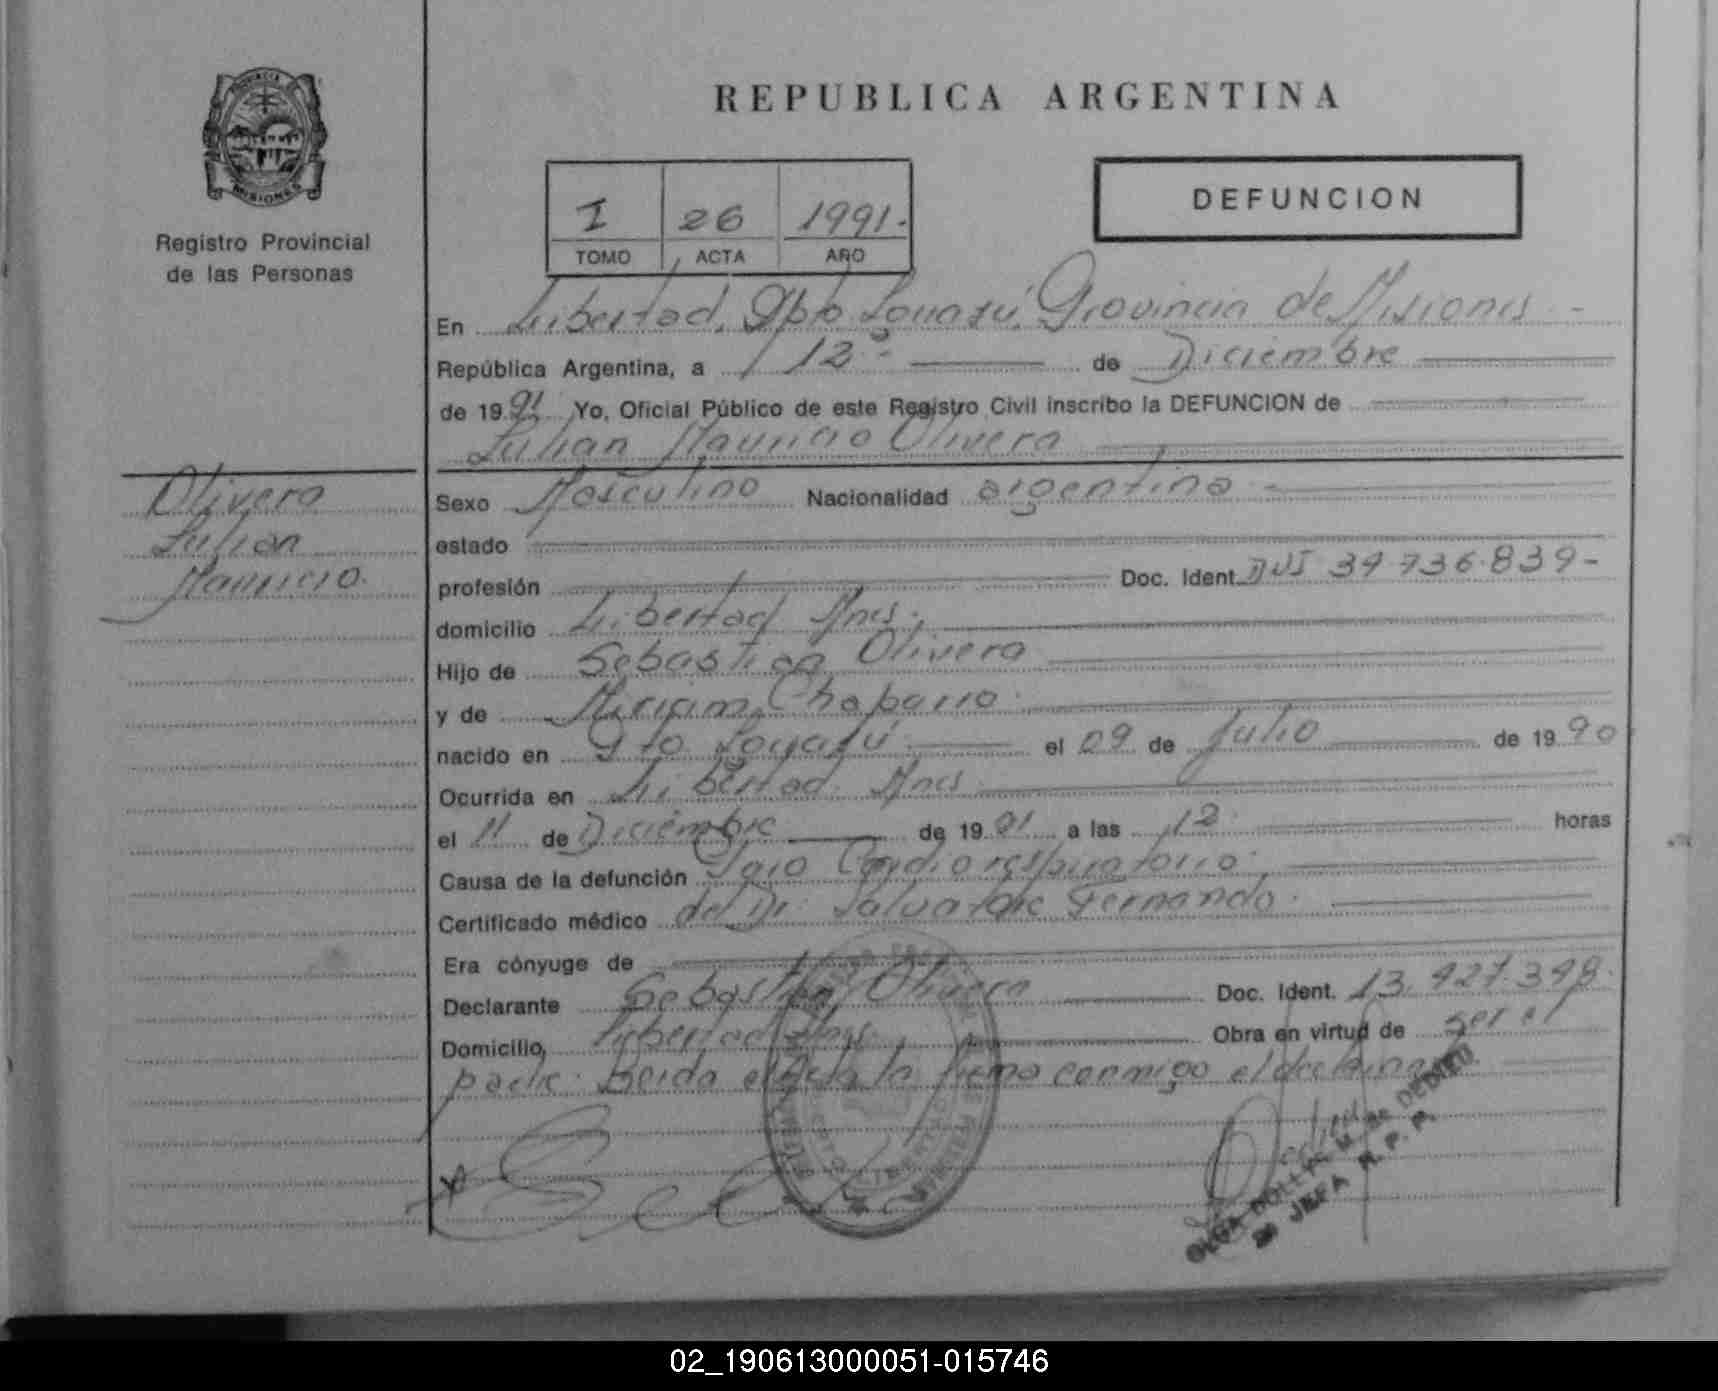 REPUBLICA ARGENTINA
PROVINCIA
MISIONES
Registro Provincial
de las Personas
I 26 1991.-
TOMO ACTA AÑO
DEFUNCION
En Libertad, Dpto Iguazú, Provincia de Misiones -
República Argentina, a 12 - de Diciembre
de 1991 Yo, Oficial Público de este Registro Civil inscribo la DEFUNCION de
Julian Mauricio Olivera
Olivera
Julian
Mauricio.
Sexo Masculino Nacionalidad argentina -
estado
profesión Doc. Ident. DNI 34.736.839-
domicilio Libertad Mnes.
Hijo de Sebastian Olivera
y de Miriam Chaparro.
nacido en Pto Iguazú el 09 de Julio de 1990
Ocurrida en Libertad. Mnes.
el 11 de Diciembre de 1991 a las 12 horas
Causa de la defunción Paro Cardiorespiratorio.
Certificado médico del Dr. Salvatore Fernando.
Era cónyuge de
Declarante Sebastian Olivera Doc. Ident. 13.427.348.
Domicilio Libertad Mnes. Obra en virtud de ser el
padre. Leida el Acta la firma conmigo el declarante
OLGA M. de
JEFA R. P. P.
02_190613000051-015746